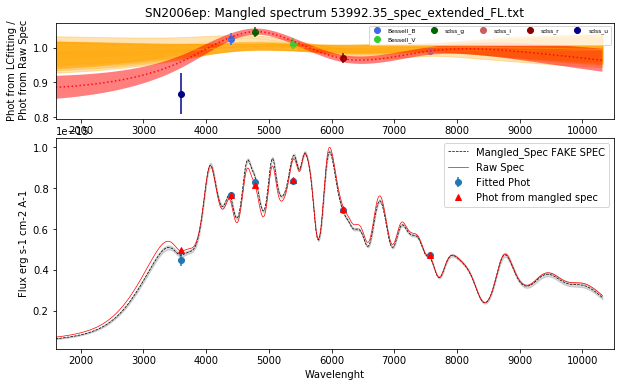 SN2006ep: Mangled spectrum 53992.35_spec_extended_FL.txt
Phot from LCfitting /
Phot from Raw Spec
1.0
0.9
0.8
Bessell_B
sdss_g
sdss_i
sdss_r
sdss_u
Bessell_V
2000 3000 4000 5000 6000 7000 8000 9000 10000
1e−15
Flux erg s-1 cm-2 A-1
1.0
0.8
0.6
0.4
0.2
Mangled_Spec FAKE SPEC
Raw Spec
Fitted Phot
Phot from mangled spec
2000 3000 4000 5000 6000 7000 8000 9000 10000
Wavelenght